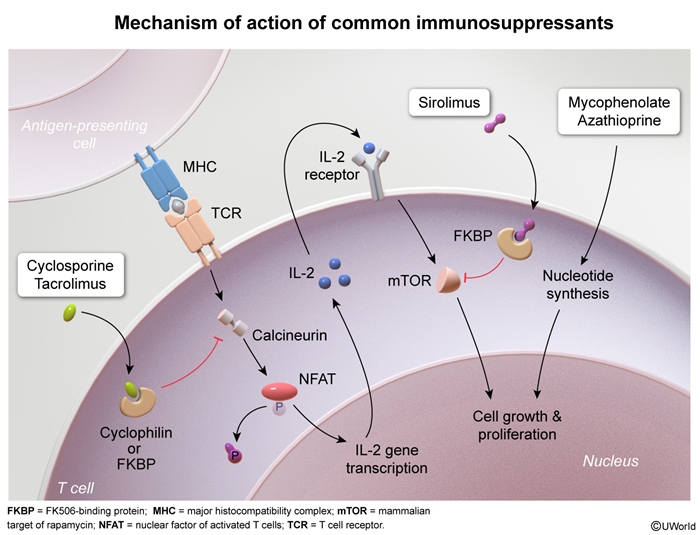 Mechanism of action of common immunosuppressants
Antigen-presenting
cell
MHC
TCR
Cyclosporine
Tacrolimus
Cyclophilin
or
FKBP
T cell
Calcineurin
NFAT
P
P
IL-2
IL-2 gene
transcription
IL-2
receptor
Sirolimus
FKBP
mTOR
Mycophenolate
Azathioprine
Nucleotide
synthesis
Cell growth &
proliferation
Nucleus
FKBP = FK506-binding protein; MHC = major histocompatibility complex; mTOR = mammalian
target of rapamycin; NFAT = nuclear factor of activated T cells; TCR = T cell receptor.
©UWorld